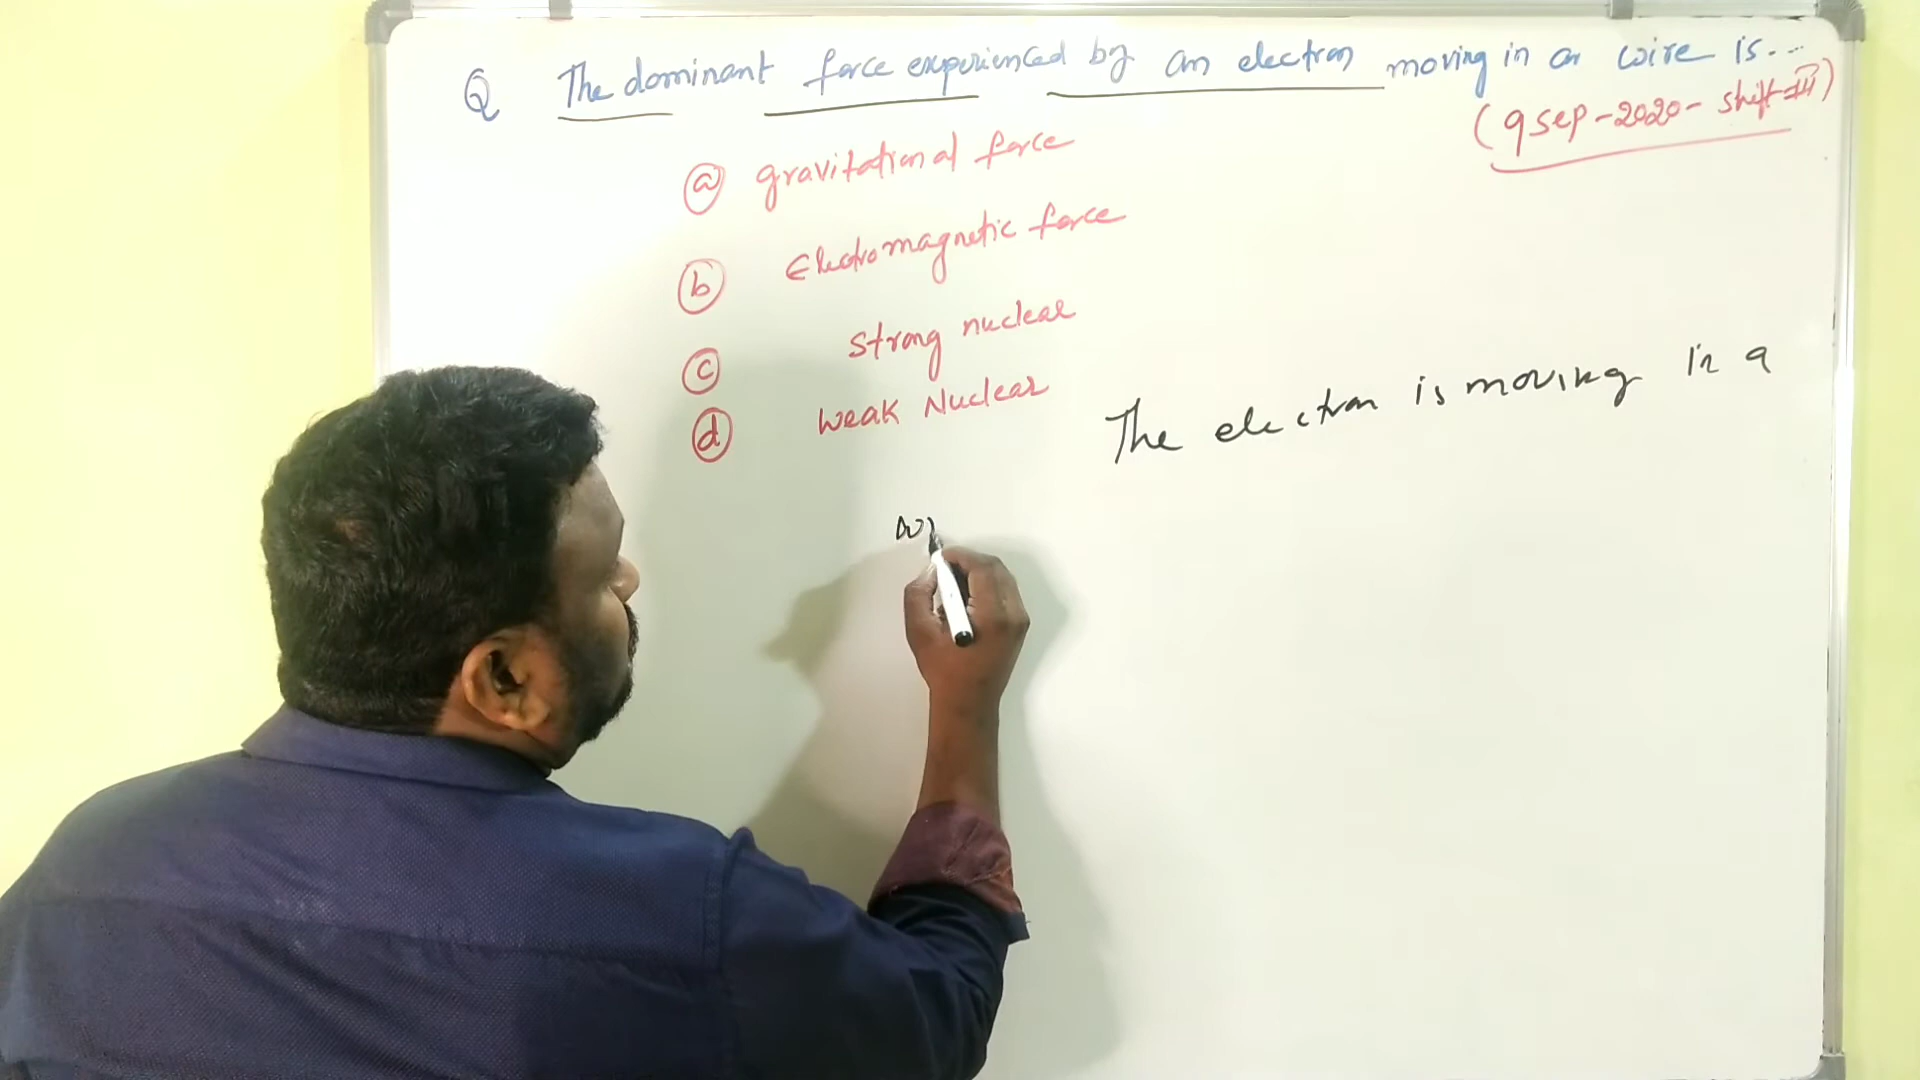 Q The dominant force experienced by an electron moving in a wire is....
(9 sep-2020- shift-III)
(a) gravitational force
(b) Electromagnetic force
(c) Strong nuclear
(d) Weak Nuclear
The electron is moving in a
wi